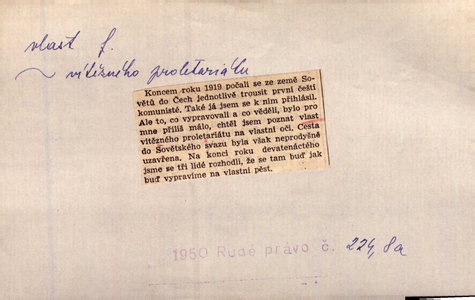 vlast f.
~ vítězného proletariátu
Koncem roku 1919 počali se ze země So-
větů do Čech jednotlivě trousit první čeští
komunisté. Také já jsem se k nim přihlásil.
Ale to, co vypravovali a co věděli, bylo pro
mne příliš málo, chtěl jsem poznat vlast
vítězného proletariátu na vlastní oči. Cesta
do Sovětského svazu byla však neprodyšně
uzavřena. Na konci roku devatenáctého
jsme se tři lidé rozhodli, že se tam buď jak
buď vypravíme na vlastní pěst.
1950 Rudé právo č. 224, 8a